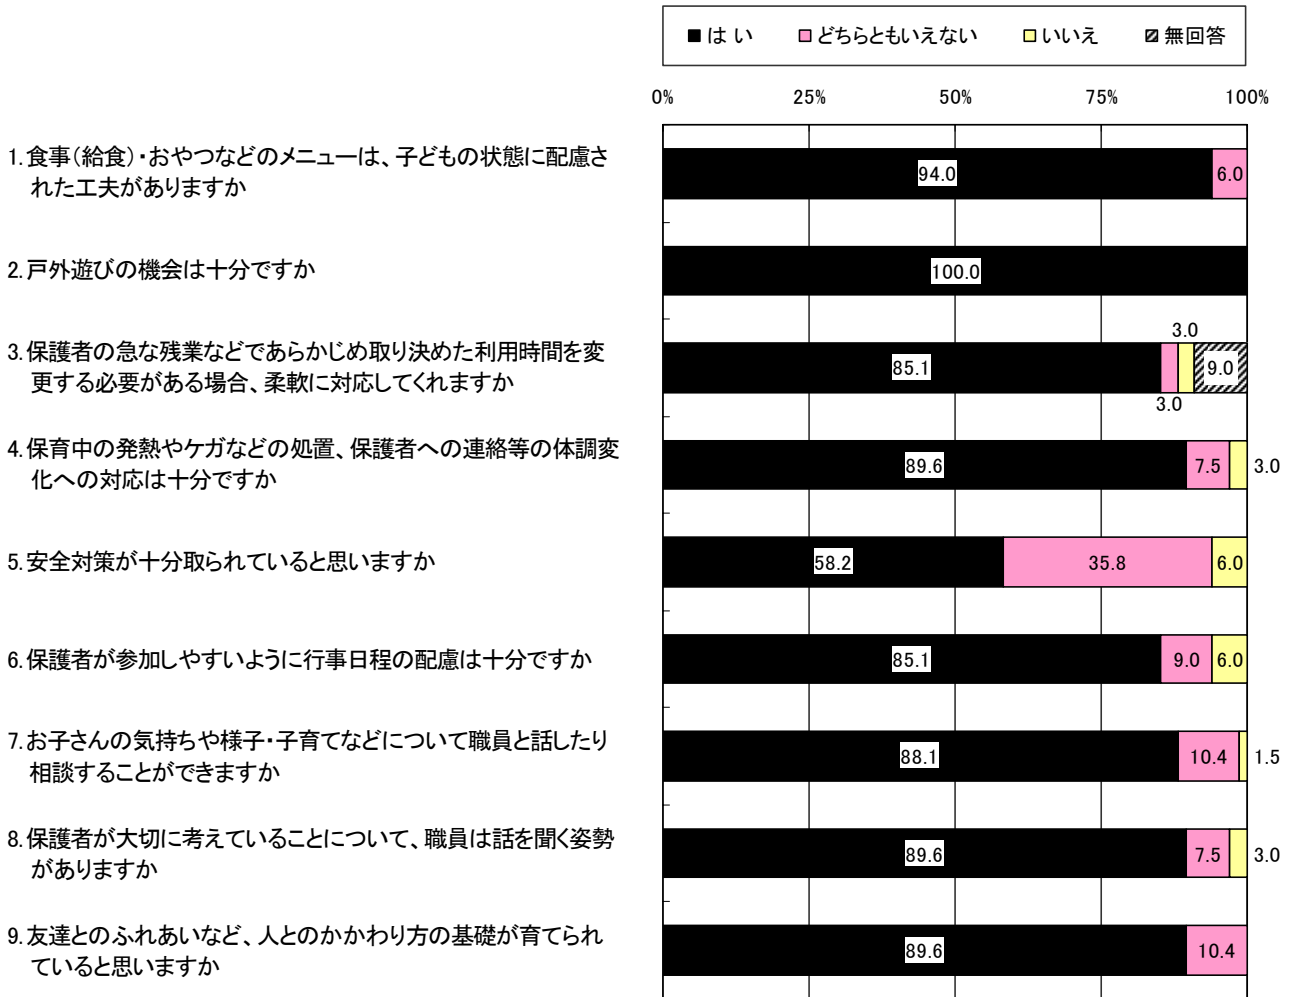 ■は い □どちらともいえない □いいえ 無回答
0% 25% 50% 75% 100%
1.食事(給食)・おやつなどのメニューは、子どもの状態に配慮さ
れた工夫がありますか
94.0 6.0
2.戸外遊びの機会は十分ですか
100.0
3.保護者の急な残業などであらかじめ取り決めた利用時間を変
更する必要がある場合、柔軟に対応してくれますか
3.0
85.1 9.0
3.0
4.保育中の発熱やケガなどの処置、保護者への連絡等の体調変
化への対応は十分ですか
89.6 7.5 3.0
5.安全対策が十分取られていると思いますか
58.2 35.8 6.0
6.保護者が参加しやすいように行事日程の配慮は十分ですか
85.1 9.0 6.0
7.お子さんの気持ちや様子・子育てなどについて職員と話したり
相談することができますか
88.1 10.4 1.5
8.保護者が大切に考えていることについて、職員は話を聞く姿勢
がありますか
89.6 7.5 3.0
9.友達とのふれあいなど、人とのかかわり方の基礎が育てられ
ていると思いますか
89.6 10.4